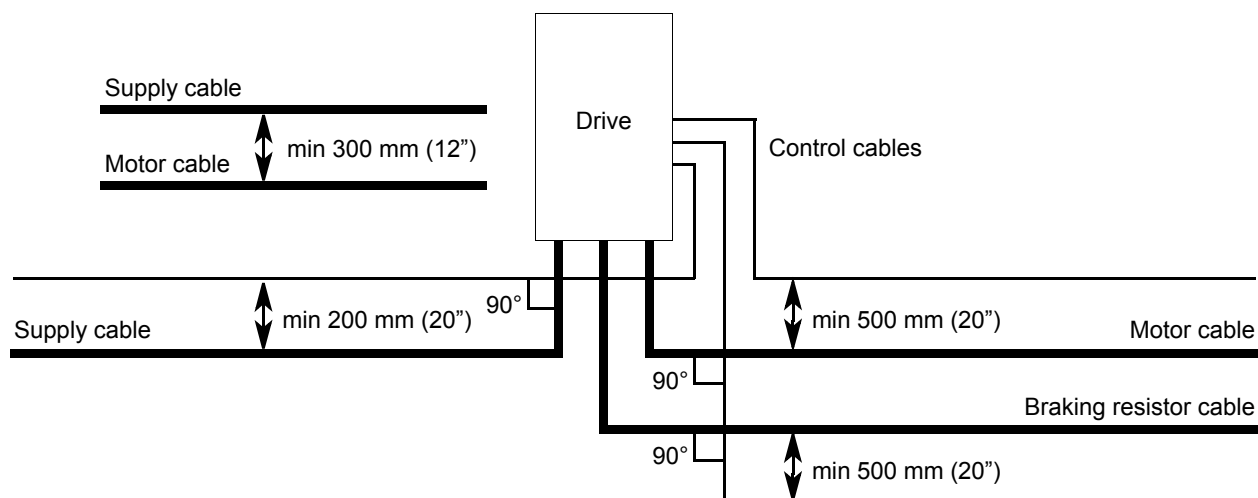 Supply cable
min 300 mm (12”)
Motor cable
Drive
Control cables
90°
min 200 mm (20”)
Supply cable
min 500 mm (20”)
Motor cable
90°
Braking resistor cable
90°
min 500 mm (20”)